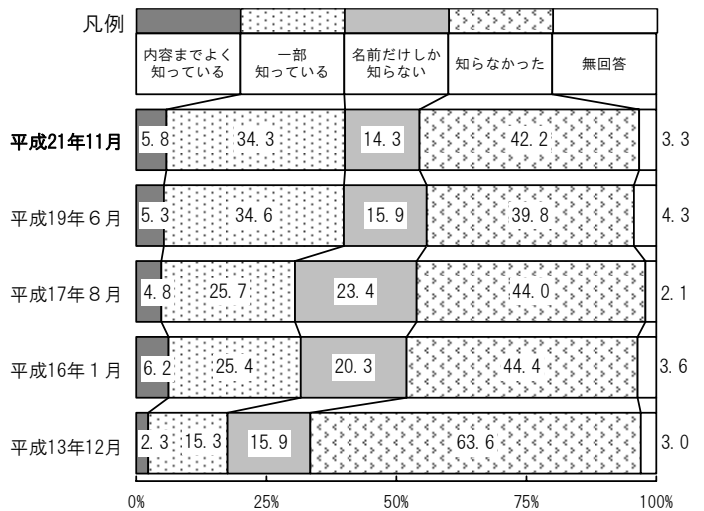 凡例
内容までよく
知っている
一部
知っている
名前だけしか
知らない
知らなかった
無回答
平成21年11月 5.8 34.3 14.3 42.2 3.3
平成19年６月 5.3 34.6 15.9 39.8 4.3
平成17年８月 4.8 25.7 23.4 44.0 2.1
平成16年１月 6.2 25.4 20.3 44.4 3.6
平成13年12月 2.3 15.3 15.9 63.6 3.0
0% 25% 50% 75% 100%